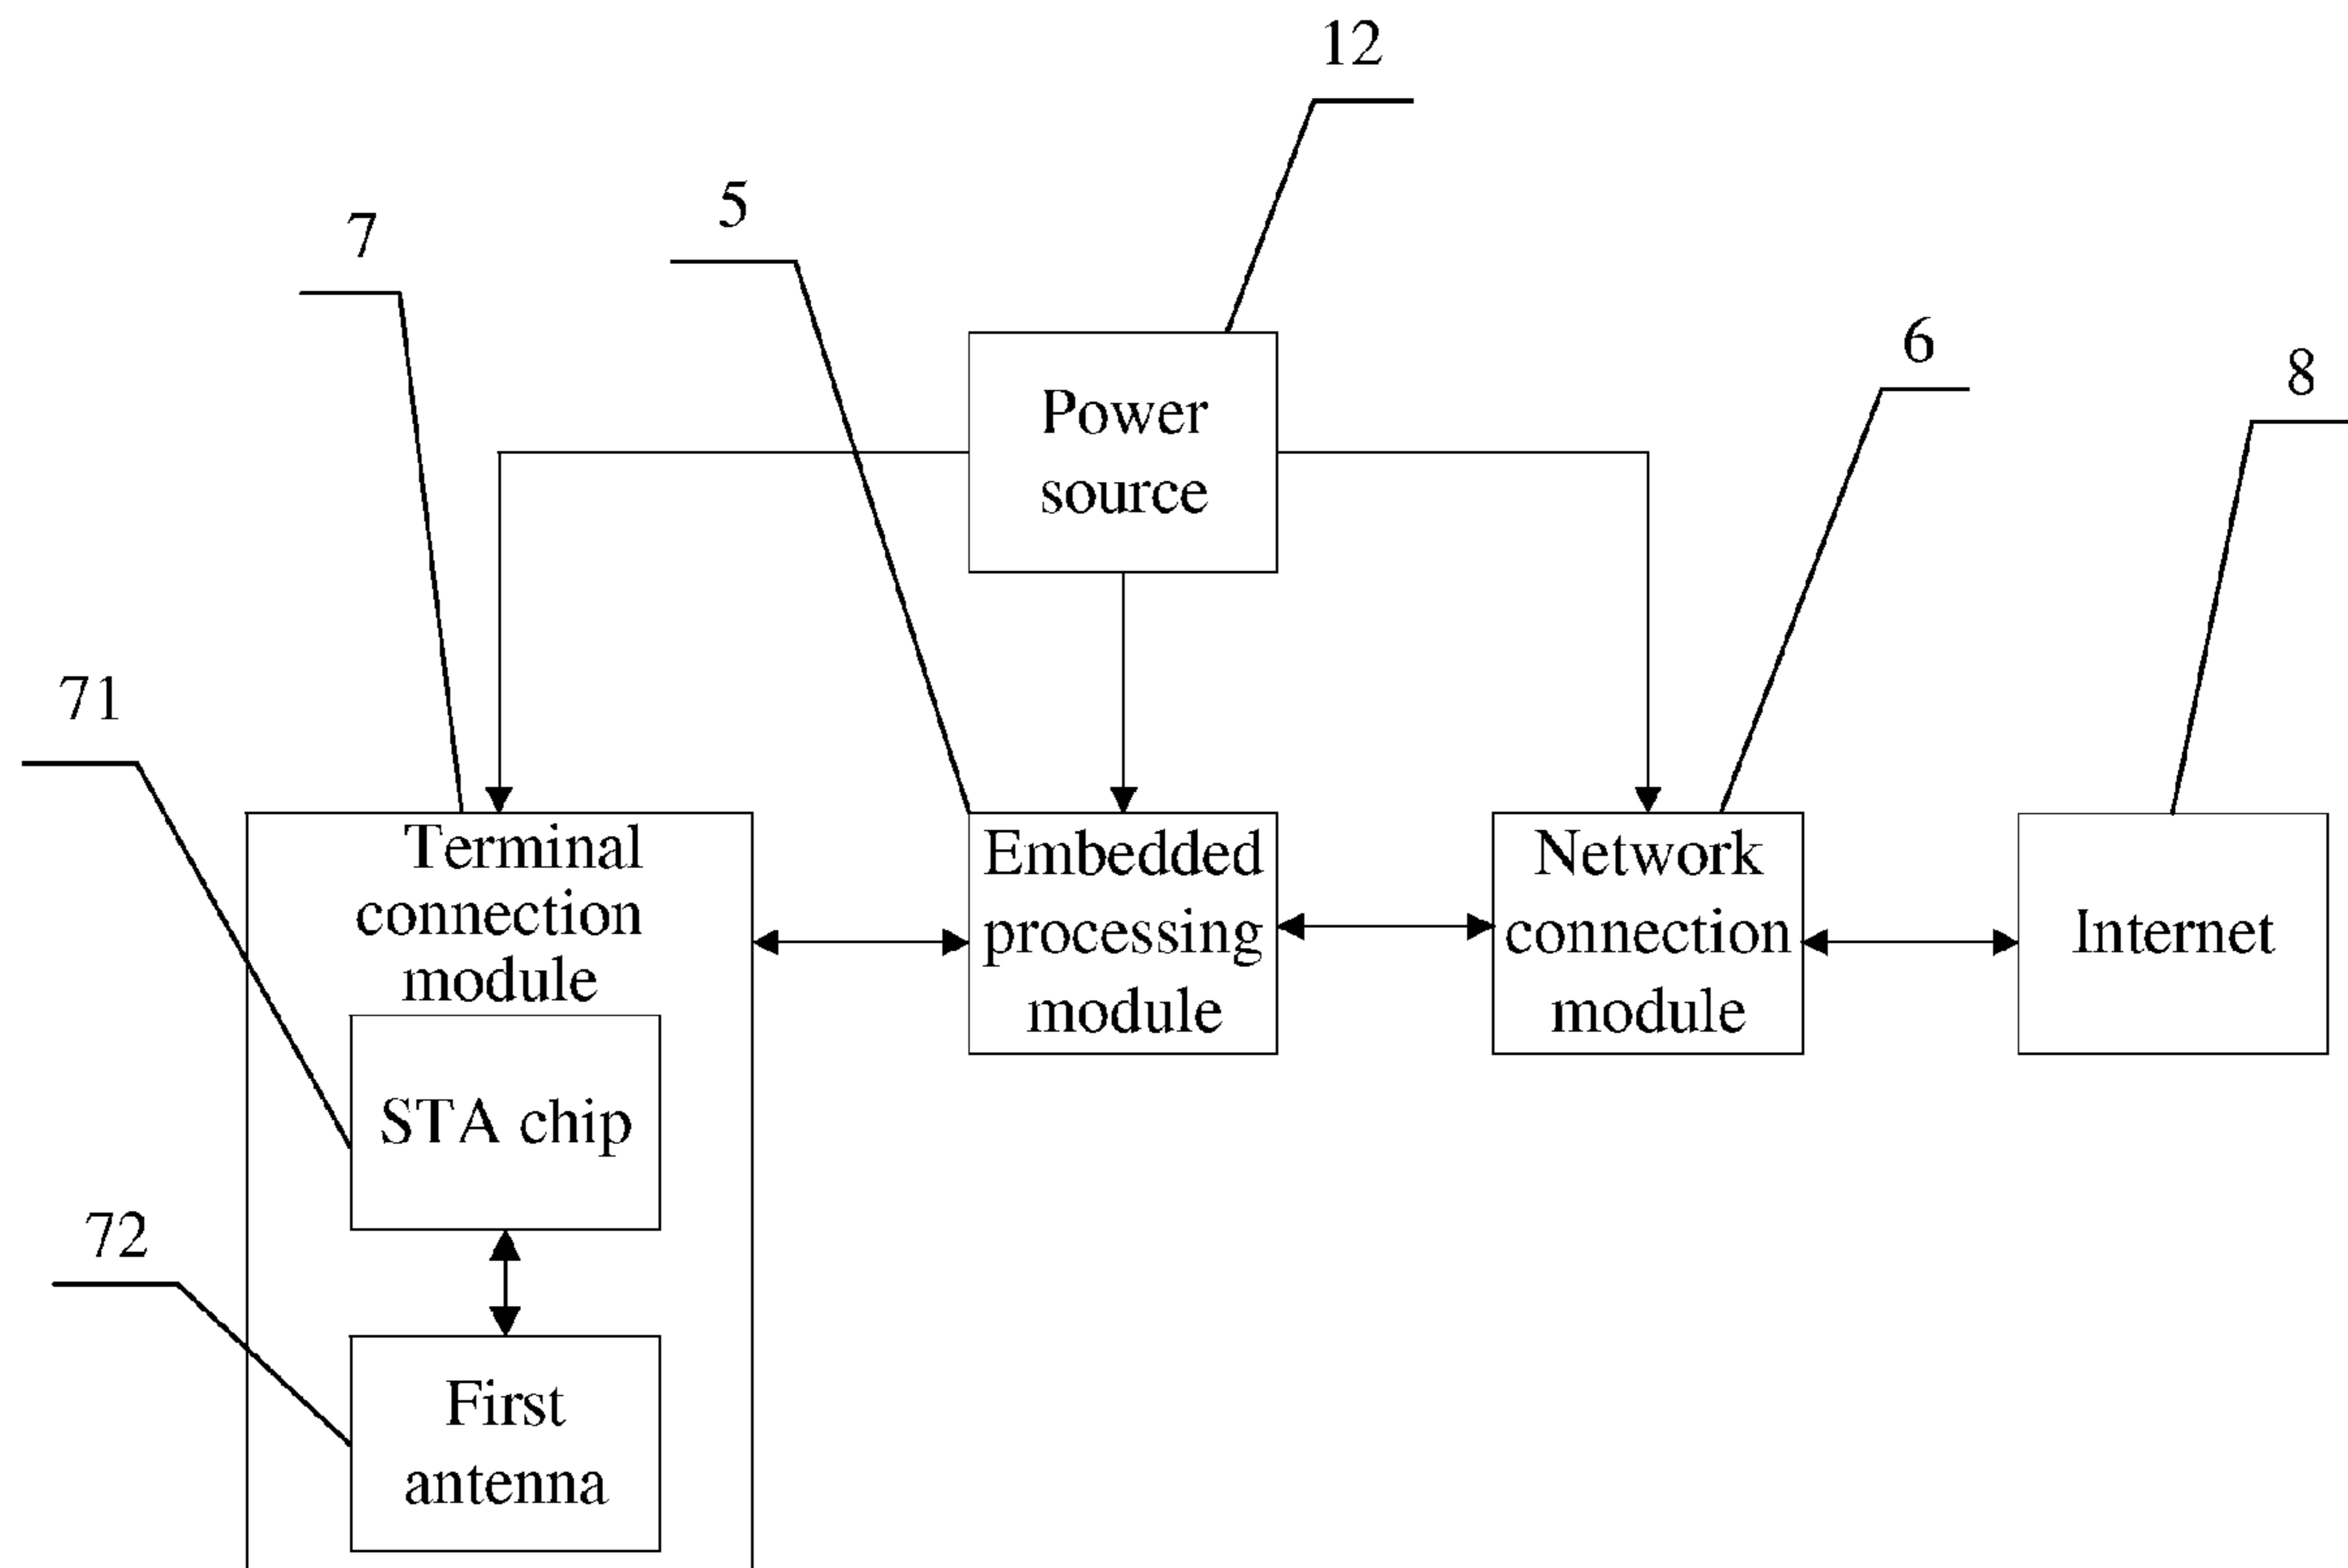 12
5
7
6
8
Power
source
71
Terminal
connection
module
Embedded
processing
module
Network
connection
module
Internet
STA chip
72
First
antenna